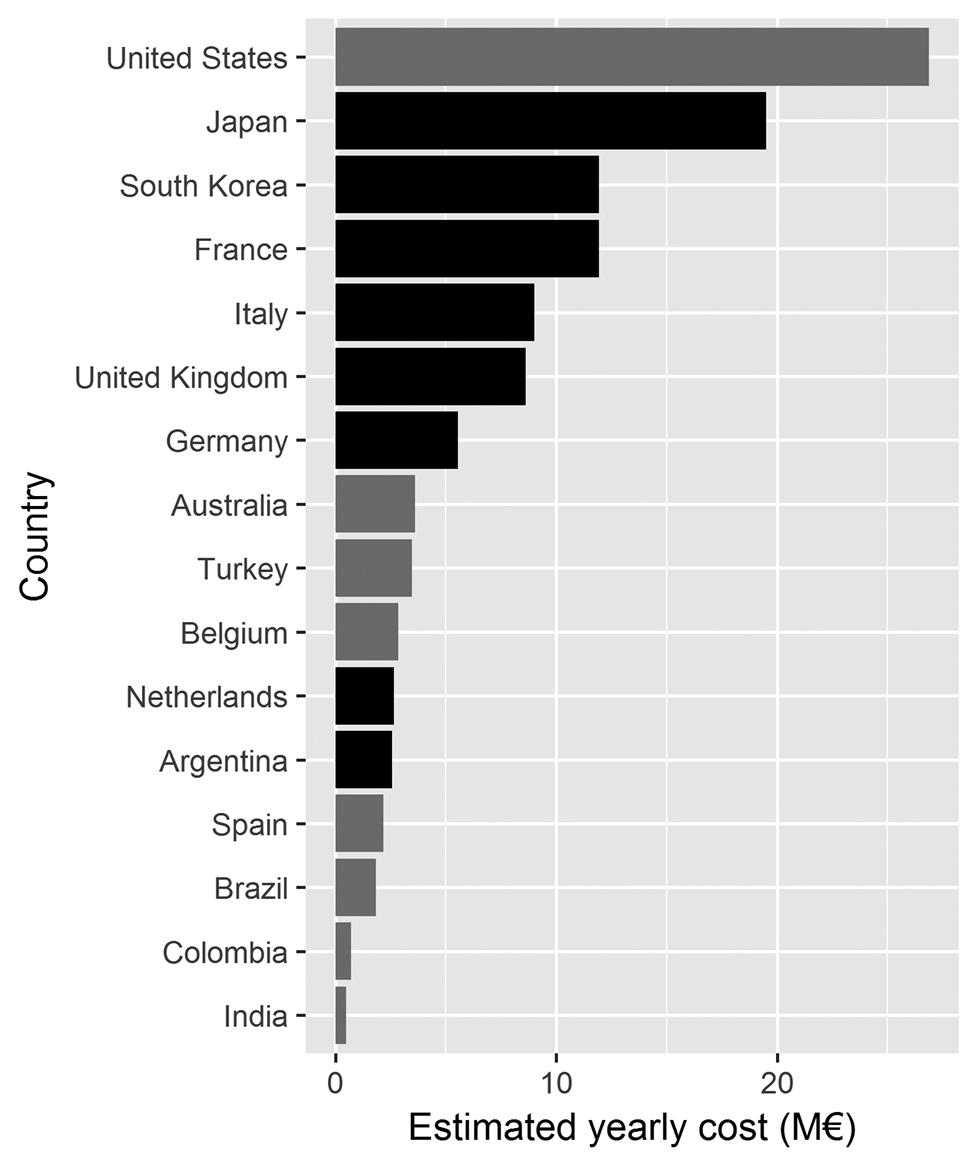 United States
Japan
South Korea
France
Italy
United Kingdom
Germany
Australia
Turkey
Belgium
Netherlands
Argentina
Spain
Brazil
Colombia
India
Country
0 10 20
Estimated yearly cost (M€)